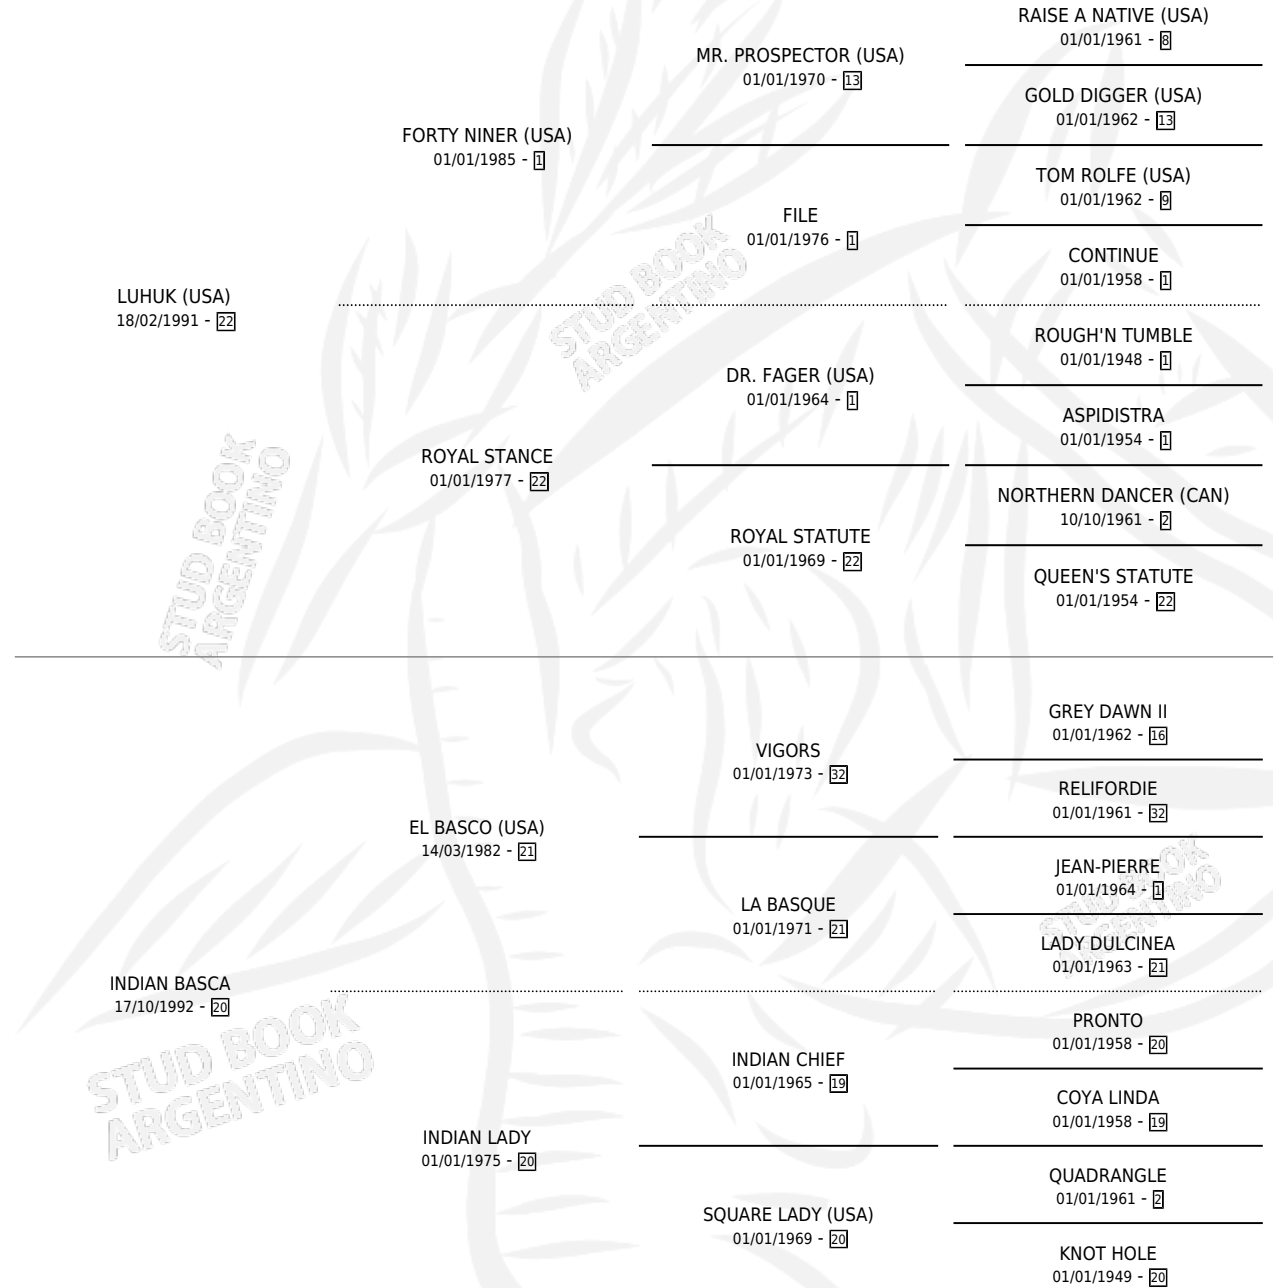 RAISE A NATIVE (USA)
01/01/1961 - 8
MR. PROSPECTOR (USA)
01/01/1970 - 13
GOLD DIGGER (USA)
01/01/1962 - 13
FORTY NINER (USA)
01/01/1985 - 1
TOM ROLFE (USA)
01/01/1962 - 9
FILE
01/01/1976 - 1
CONTINUE
01/01/1958 - 1
LUHUK (USA)
18/02/1991 - 22
ROUGH'N TUMBLE
01/01/1948 - 1
DR. FAGER (USA)
01/01/1964 - 1
ASPIDISTRA
01/01/1954 - 1
ROYAL STANCE
01/01/1977 - 22
NORTHERN DANCER (CAN)
10/10/1961 - 2
ROYAL STATUTE
01/01/1969 - 22
QUEEN'S STATUTE
01/01/1954 - 22
GREY DAWN II
01/01/1962 - 16
VIGORS
01/01/1973 - 32
RELIFORDIE
01/01/1961 - 32
EL BASCO (USA)
14/03/1982 - 21
JEAN-PIERRE
01/01/1964 - 1
LA BASQUE
01/01/1971 - 21
LADY DULCINEA
01/01/1963 - 21
INDIAN BASCA
17/10/1992 - 20
PRONTO
01/01/1958 - 20
INDIAN CHIEF
01/01/1965 - 19
COYA LINDA
01/01/1958 - 19
INDIAN LADY
01/01/1975 - 20
QUADRANGLE
01/01/1961 - 2
SQUARE LADY (USA)
01/01/1969 - 20
KNOT HOLE
01/01/1949 - 20
STUD BOOK
ARGENTINO
STUD BOOK
ARGENTINO
STUD BOOK
ARGENTINO
STUD BOOK
ARGENTINO